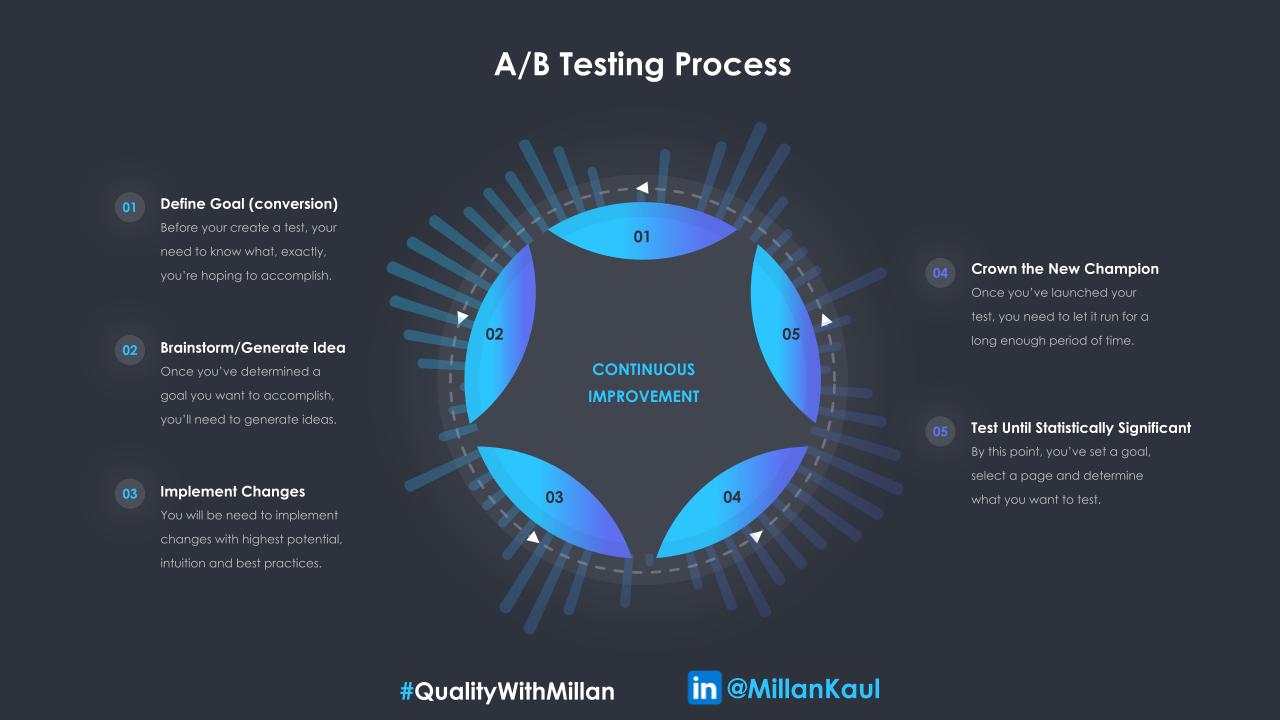 A/B Testing Process
01
Define Goal (conversion)
Before your create a test, your
need to know what, exactly,
you're hoping to accomplish.
02
Brainstorm/Generate Idea
Once you've determined a
goal you want to accomplish,
you'll need to generate ideas.
03
Implement Changes
You will be need to implement
changes with highest potential,
intuition and best practices.
01
02
05
CONTINUOUS
IMPROVEMENT
03
04
04
Crown the New Champion
Once you've launched your
test, you need to let it run for a
long enough period of time.
05
Test Until Statistically Significant
By this point, you've set a goal,
select a page and determine
what you want to test.
#QualityWithMillan
in @MillanKaul